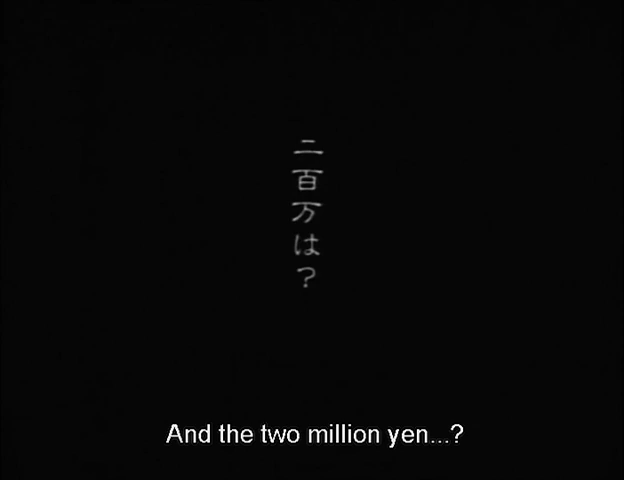 二百万は？
And the two million yen...?